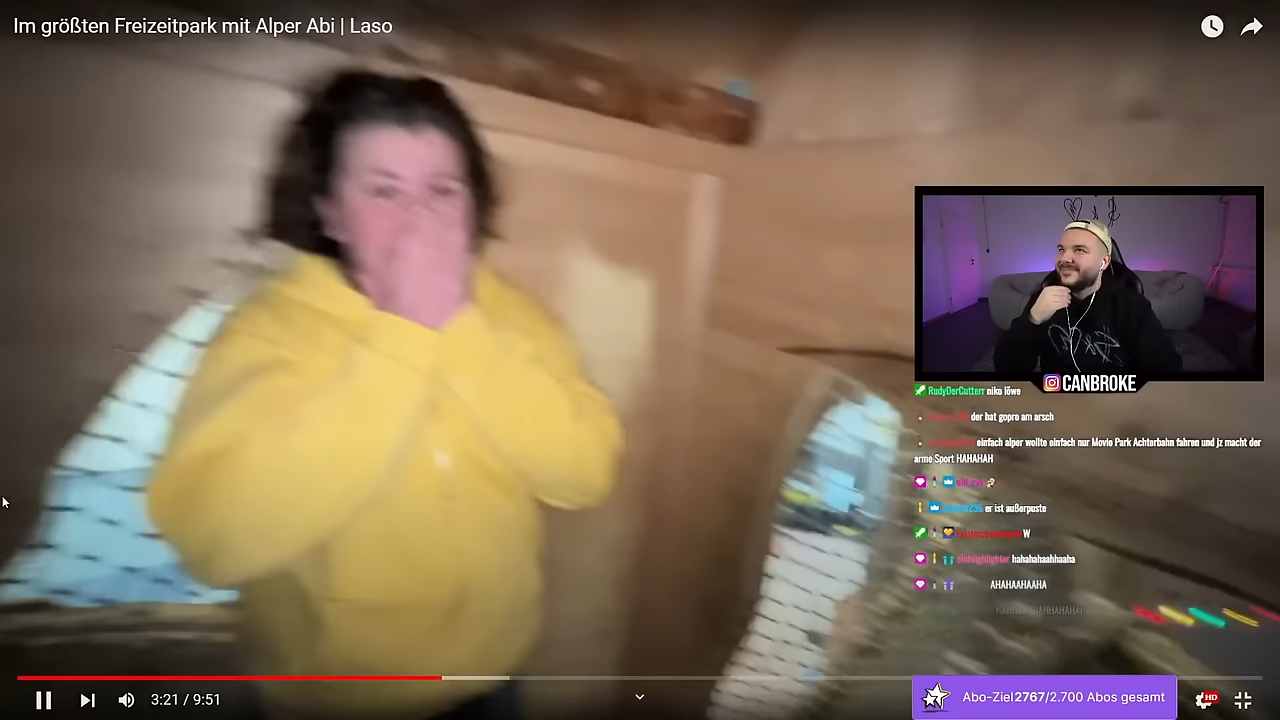 Im größten Freizeitpark mit Alper Abi | Laso
CANBROKE
RudyDerCutterr niko löwe
der hat gopro am arsch
einfach alper wollte einfach nur Movie Park Achterbahn fahren und jz macht der
arme Sport HAHAHAH
er ist außerpuste
W
hahahahaahhaaha
AHAHAAHAAHA
3:21 / 9:51
Abo-Ziel2767/2.700 Abos gesamt
HD